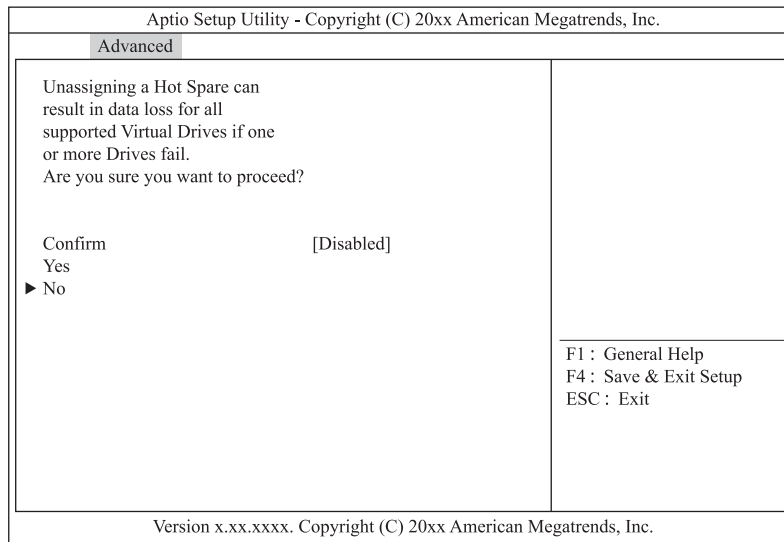 Aptio Setup Utility - Copyright (C) 20xx American Megatrends, Inc.
Advanced
Unassigning a Hot Spare can
result in data loss for all
supported Virtual Drives if one
or more Drives fail.
Are you sure you want to proceed?
Confirm [Disabled]
Yes
▶ No
F1 : General Help
F4 : Save & Exit Setup
ESC : Exit
Version x.xx.xxxx. Copyright (C) 20xx American Megatrends, Inc.